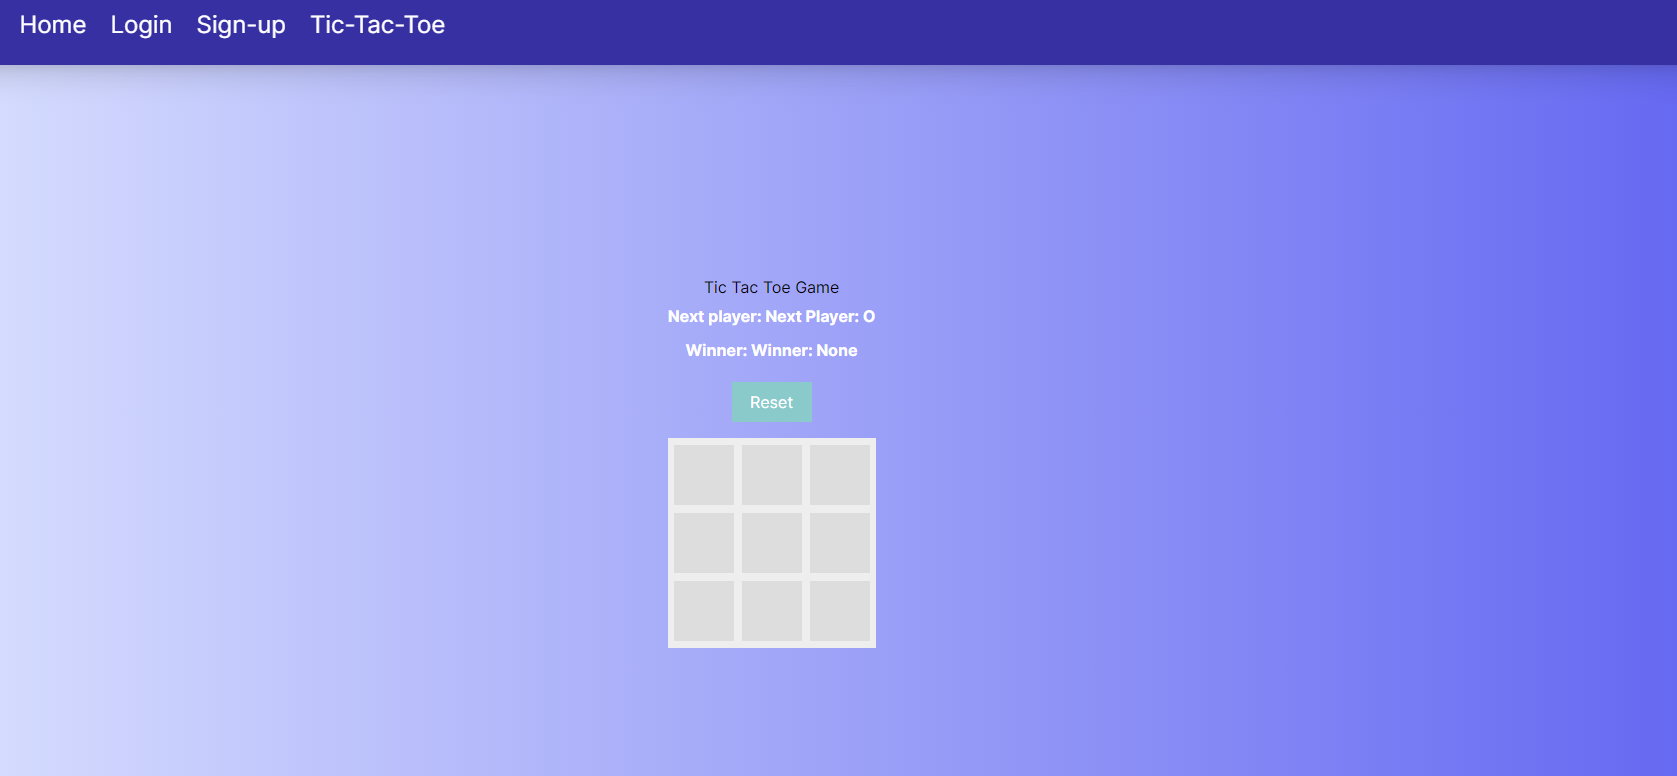 Home Login Sign-up Tic-Tac-Toe
Tic Tac Toe Game
Next player: Next Player: O
Winner: Winner: None
Reset